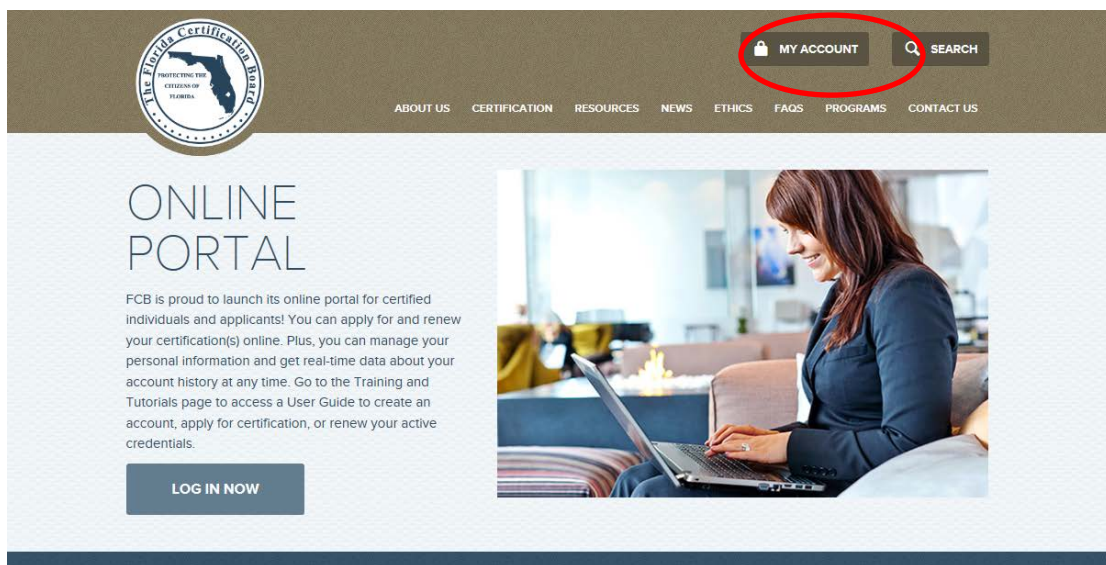 The Florida Certification Board
PROTECTING THE
CITIZENS OF
FLORIDA
MY ACCOUNT
SEARCH
ABOUT US CERTIFICATION RESOURCES NEWS ETHICS FAQS PROGRAMS CONTACT US
ONLINE
PORTAL
FCB is proud to launch its online portal for certified
individuals and applicants! You can apply for and renew
your certification(s) online. Plus, you can manage your
personal information and get real-time data about your
account history at any time. Go to the Training and
Tutorials page to access a User Guide to create an
account, apply for certification, or renew your active
credentials.
LOG IN NOW